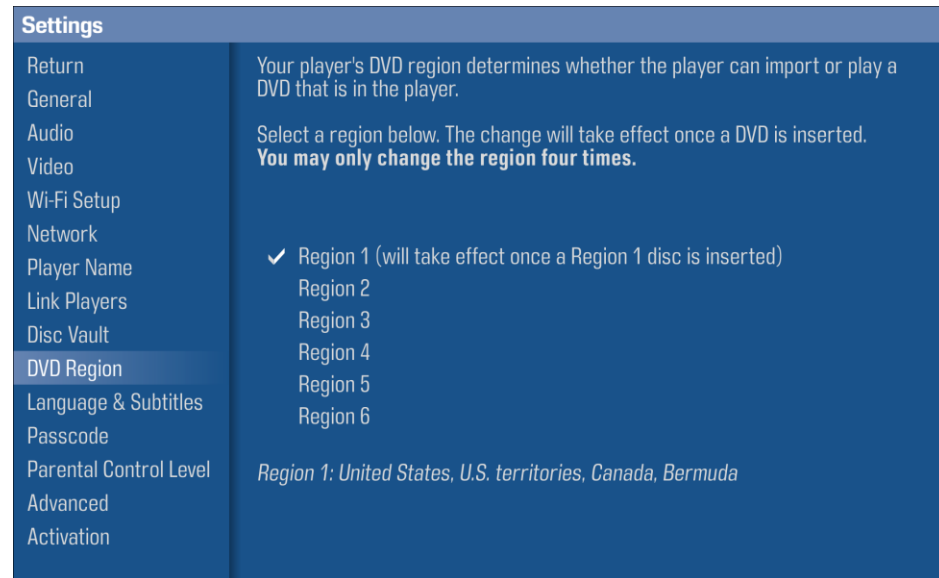 Settings
Return
General
Audio
Video
Wi-Fi Setup
Network
Player Name
Link Players
Disc Vault
DVD Region
Language & Subtitles
Passcode
Parental Control Level
Advanced
Activation
Your player's DVD region determines whether the player can import or play a
DVD that is in the player.
Select a region below. The change will take effect once a DVD is inserted.
You may only change the region four times.
Region 1 (will take effect once a Region 1 disc is inserted)
Region 2
Region 3
Region 4
Region 5
Region 6
Region 1: United States, U.S. territories, Canada, Bermuda